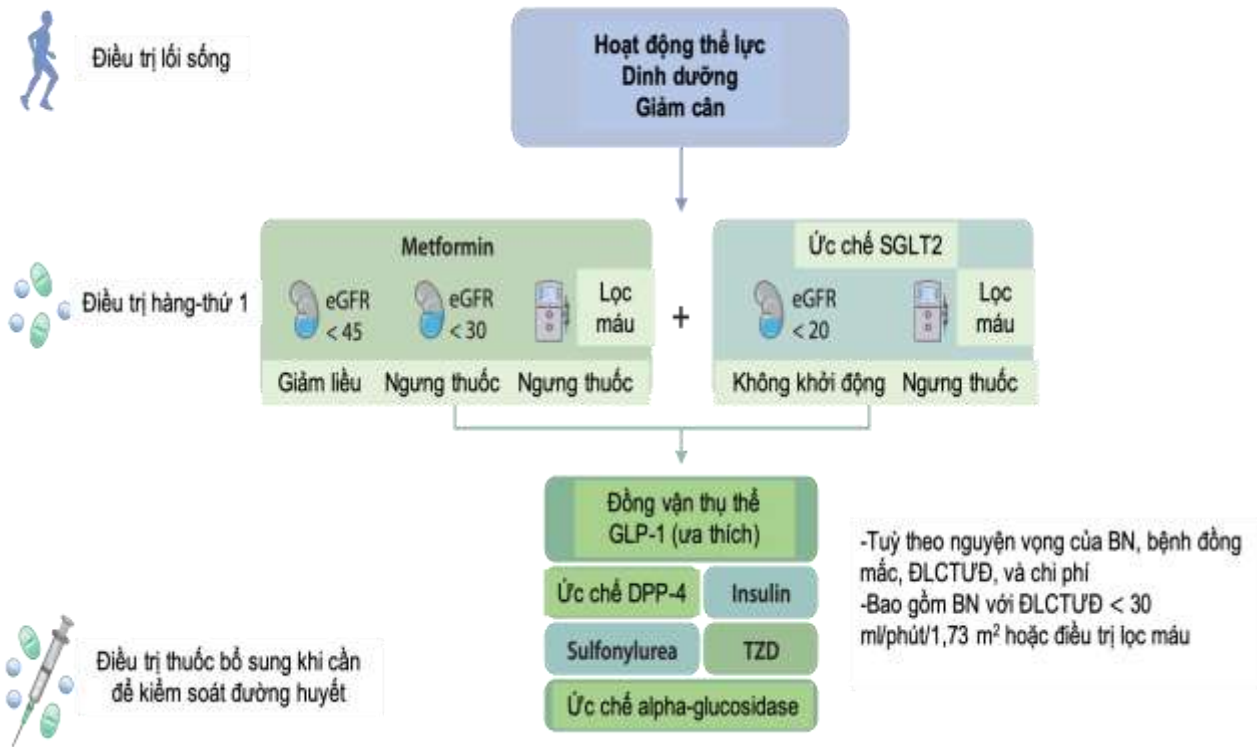 Điều trị lối sống
Hoạt động thể lực
Dinh dưỡng
Giảm cân
Điều trị hàng-thứ 1
Metformin
eGFR
< 45
eGFR
< 30
Lọc
máu
Giảm liều
Ngưng thuốc
Ngưng thuốc
+
Ức chế SGLT2
eGFR
< 20
Lọc
máu
Không khởi động
Ngưng thuốc
Đồng vận thụ thể
GLP-1 (ưa thích)
Ức chế DPP-4
Insulin
Sulfonylurea
TZD
Ức chế alpha-glucosidase
-Tuỳ theo nguyện vọng của BN, bệnh đồng
mắc, ĐLCTƯĐ, và chi phí
-Bao gồm BN với ĐLCTƯĐ < 30
ml/phút/1,73 m² hoặc điều trị lọc máu
Điều trị thuốc bổ sung khi cần
để kiểm soát đường huyết